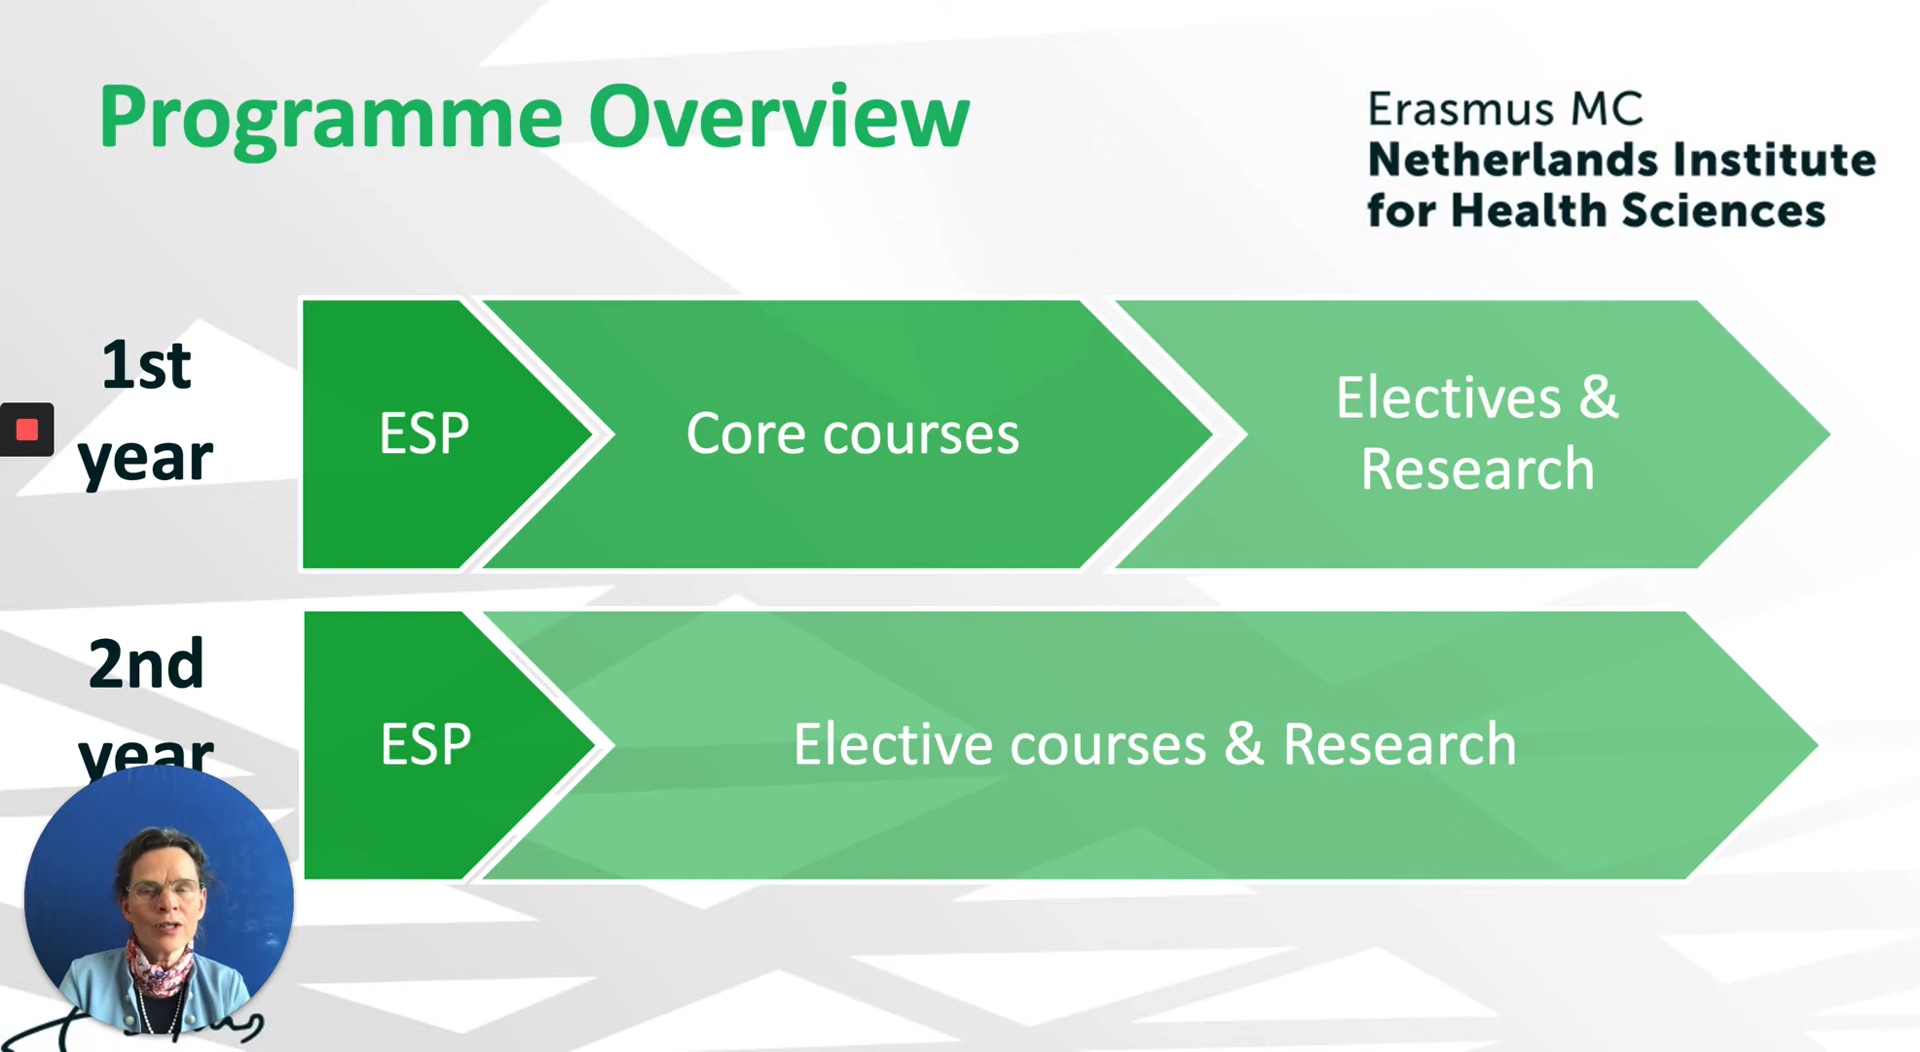 Programme Overview
Erasmus MC
Netherlands Institute
for Health Sciences
1st
year
ESP
Core courses
Electives &
Research
2nd
year
ESP
Elective courses & Research